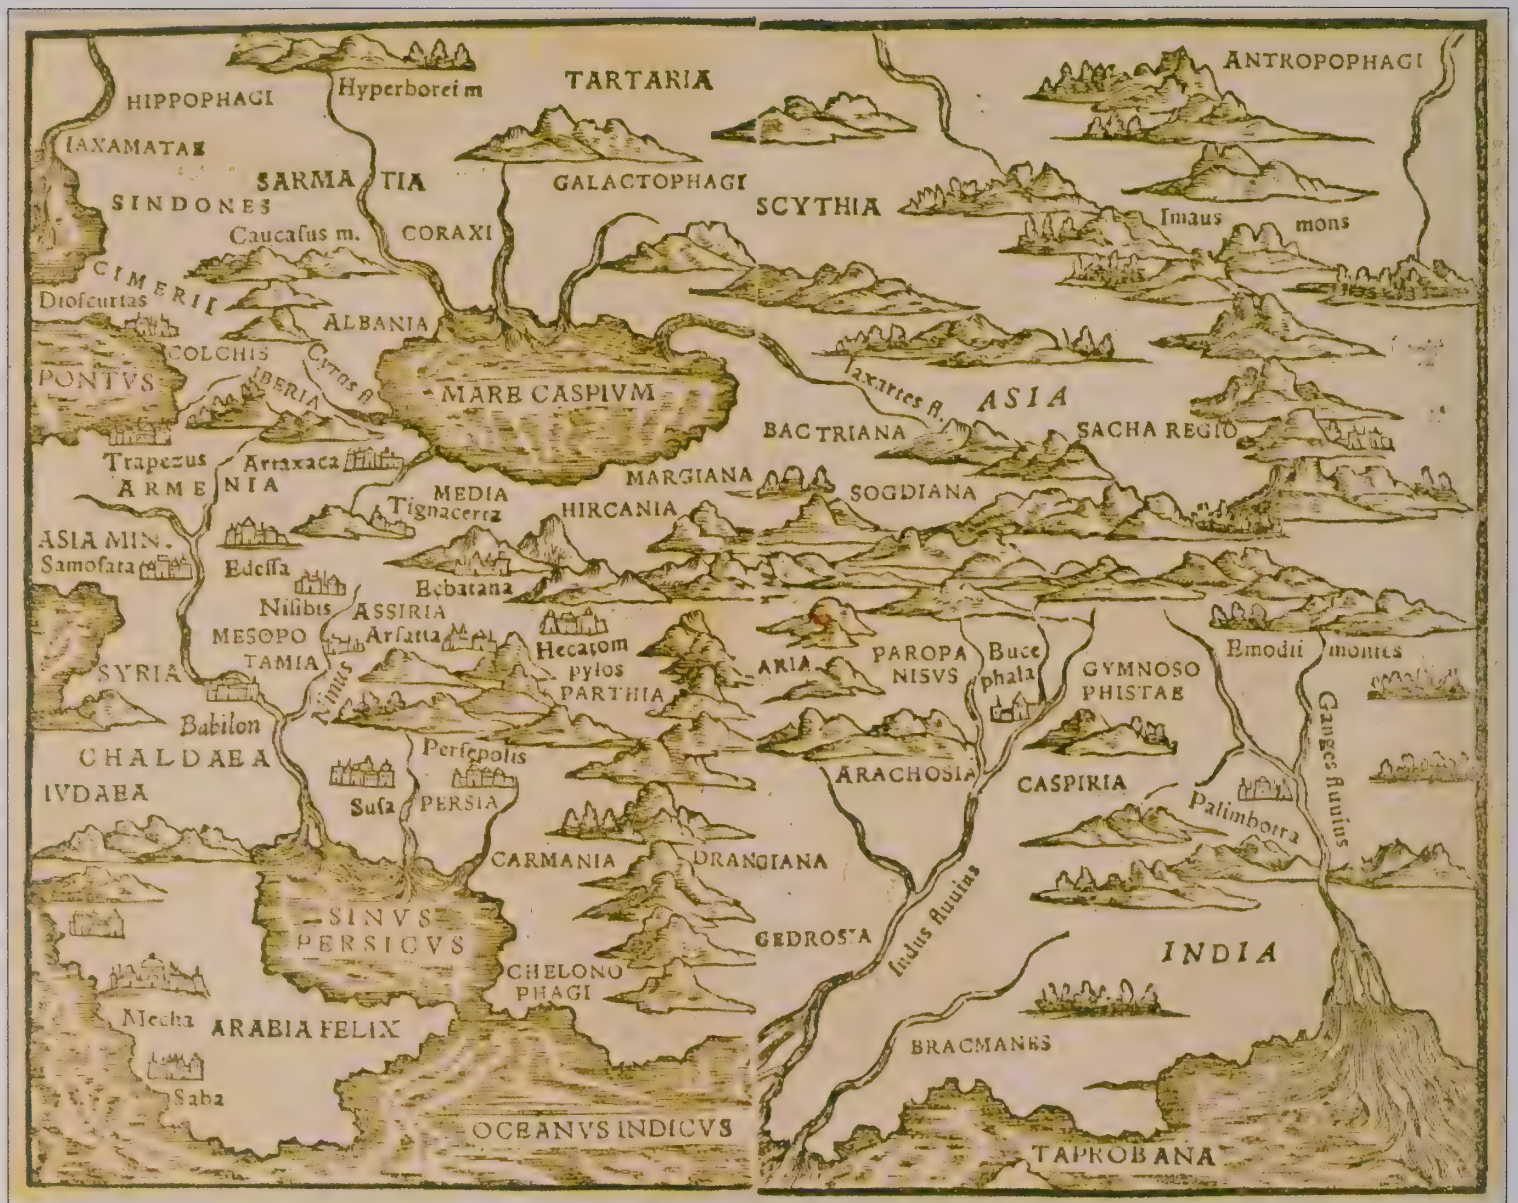 TARTARIA
ANTROPOPHAGI
Hyperborei m
HIPPOPHAGI
IAXAMATAE
SARMATIA
GALACTOPHAGI
SINDONES
SCYTHIA
Imaus mons
Caucasus m.
CORAXI
CIMERII
Dioscurias
ALBANIA
COLCHIS
Cyrus fl
PONTVS
IBERIA
MARE CASPIVM
Iaxartes fl.
ASIA
BACTRIANA
SACHA REGIO
Trapezus
Artaxaca
ARMENIA
MARGIANA
MEDIA
SOGDIANA
Tignacerta
HIRCANIA
ASIA MIN.
Samosata
Edessa
Ecbatana
Nisibis
ASSIRIA
MESOPO
TAMIA
Arsatta
Hecatom
pylos
PARTHIA
ARIA
PAROPA
NISVS
Buce
phala
GYMNOSO
PHISTAE
Emodii montes
SYRIA
Ninus
Babilon
Ganges fluuius
CHALDAEA
Persepolis
Susa
PERSIA
ARACHOSIA
CASPIRIA
IVDAEA
Palimbotra
CARMANIA
DRANGIANA
SINVS
PERSICVS
GEDROSIA
Indus fluuius
INDIA
CHELONO
PHAGI
Mecha
ARABIA FELIX
BRACMANES
Saba
OCEANVS INDICVS
TAPROBANA